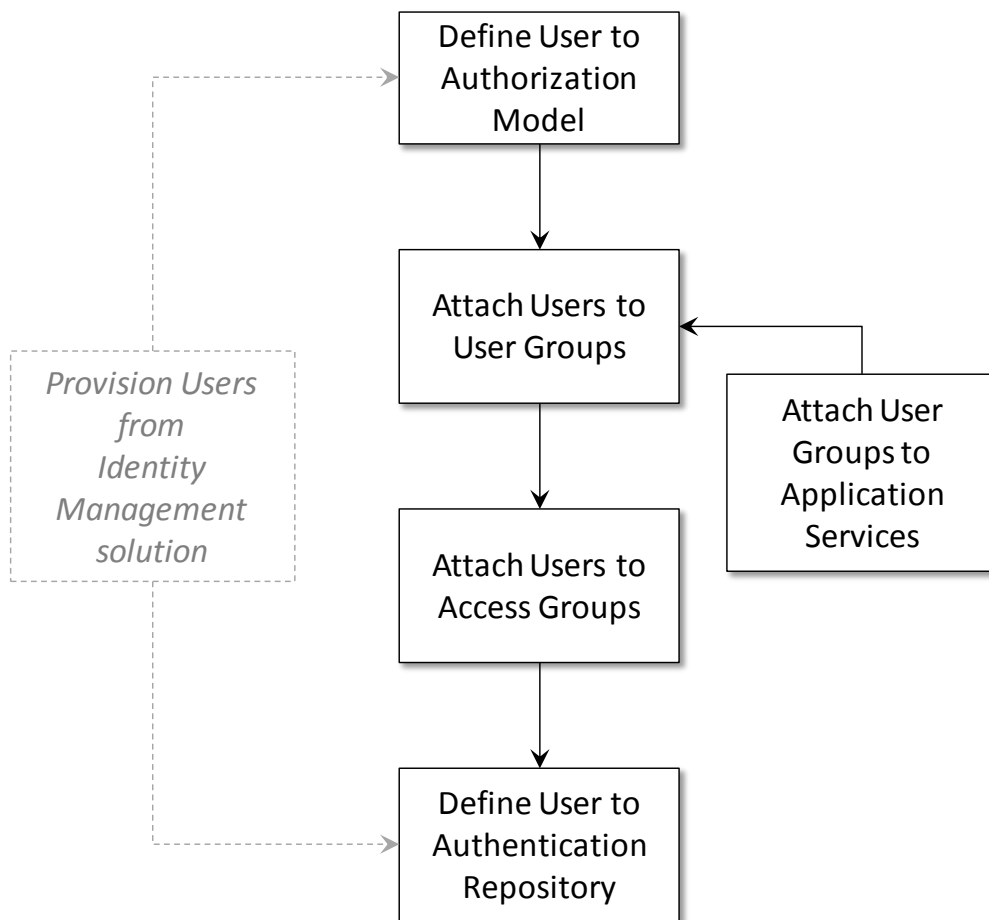 Define User to
Authorization
Model
Attach Users to
User Groups
Provision Users
from
Identity
Management
solution
Attach User
Groups to
Application
Services
Attach Users to
Access Groups
Define User to
Authentication
Repository